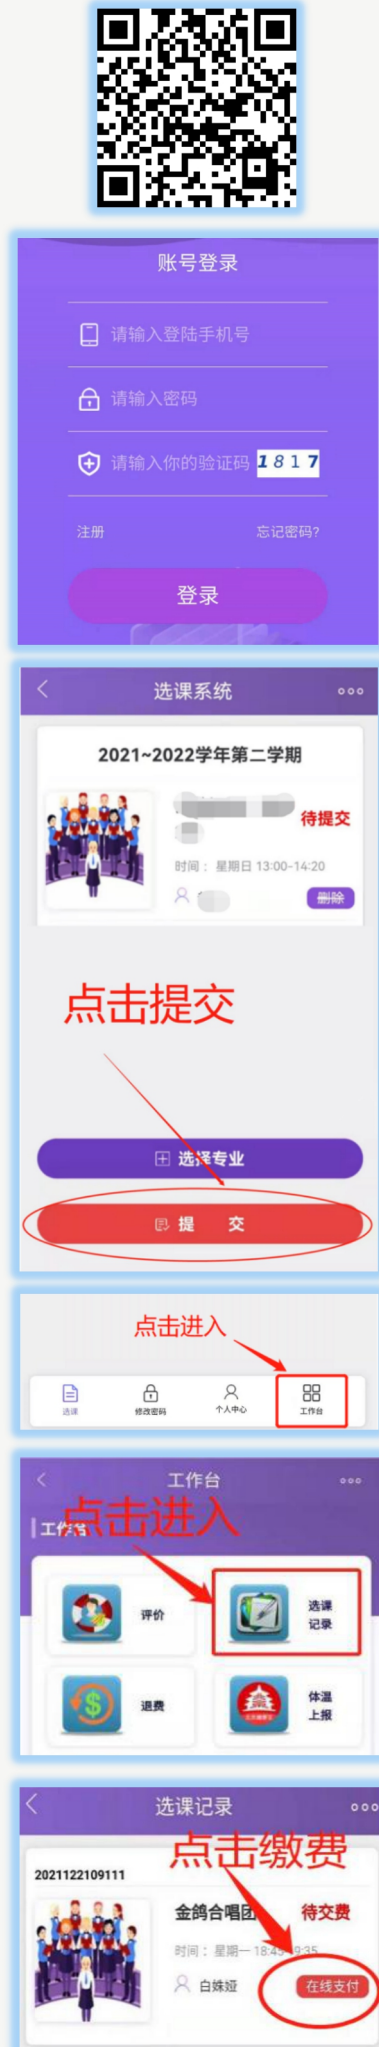 账号登录
请输入登陆手机号
请输入密码
请输入你的验证码 1817
注册 忘记密码?
登录
选课系统
2021~2022学年第二学期
待提交
时间： 星期日 13:00-14:20
删除
点击提交
选择专业
提 交
点击进入
选课 修改密码 个人中心 工作台
工作台
点击进入
工作台
评价 选课
记录
退费 体温
上报
选课记录
点击缴费
2021122109111
金鸽合唱团 待交费
时间： 星期一 18:45 9:35
白姝娅 在线支付